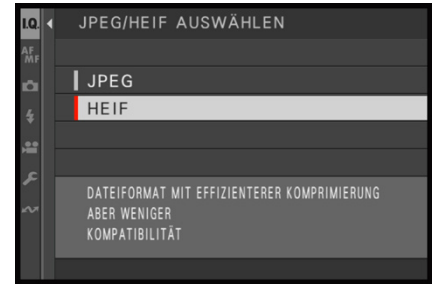 I.Q.
JPEG/HEIF AUSWÄHLEN
AF
MF
JPEG
HEIF
DATEIFORMAT MIT EFFIZIENTERER KOMPRIMIERUNG
ABER WENIGER
KOMPATIBILITÄT